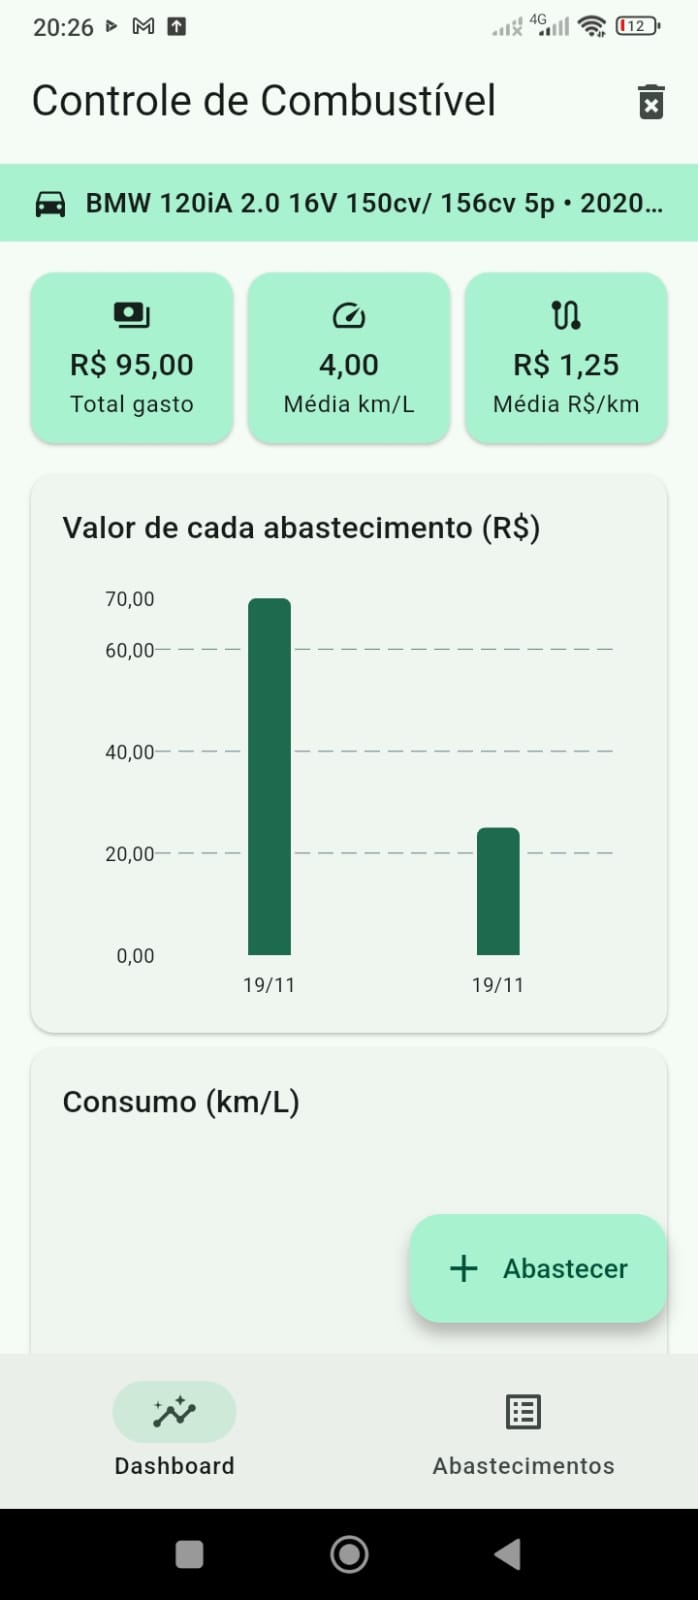 20:26
4G
12
Controle de Combustível
BMW 120iA 2.0 16V 150cv/ 156cv 5p • 2020...
R$ 95,00
Total gasto
4,00
Média km/L
R$ 1,25
Média R$/km
Valor de cada abastecimento (R$)
70,00
60,00
40,00
20,00
0,00
19/11
19/11
Consumo (km/L)
+ Abastecer
Dashboard
Abastecimentos